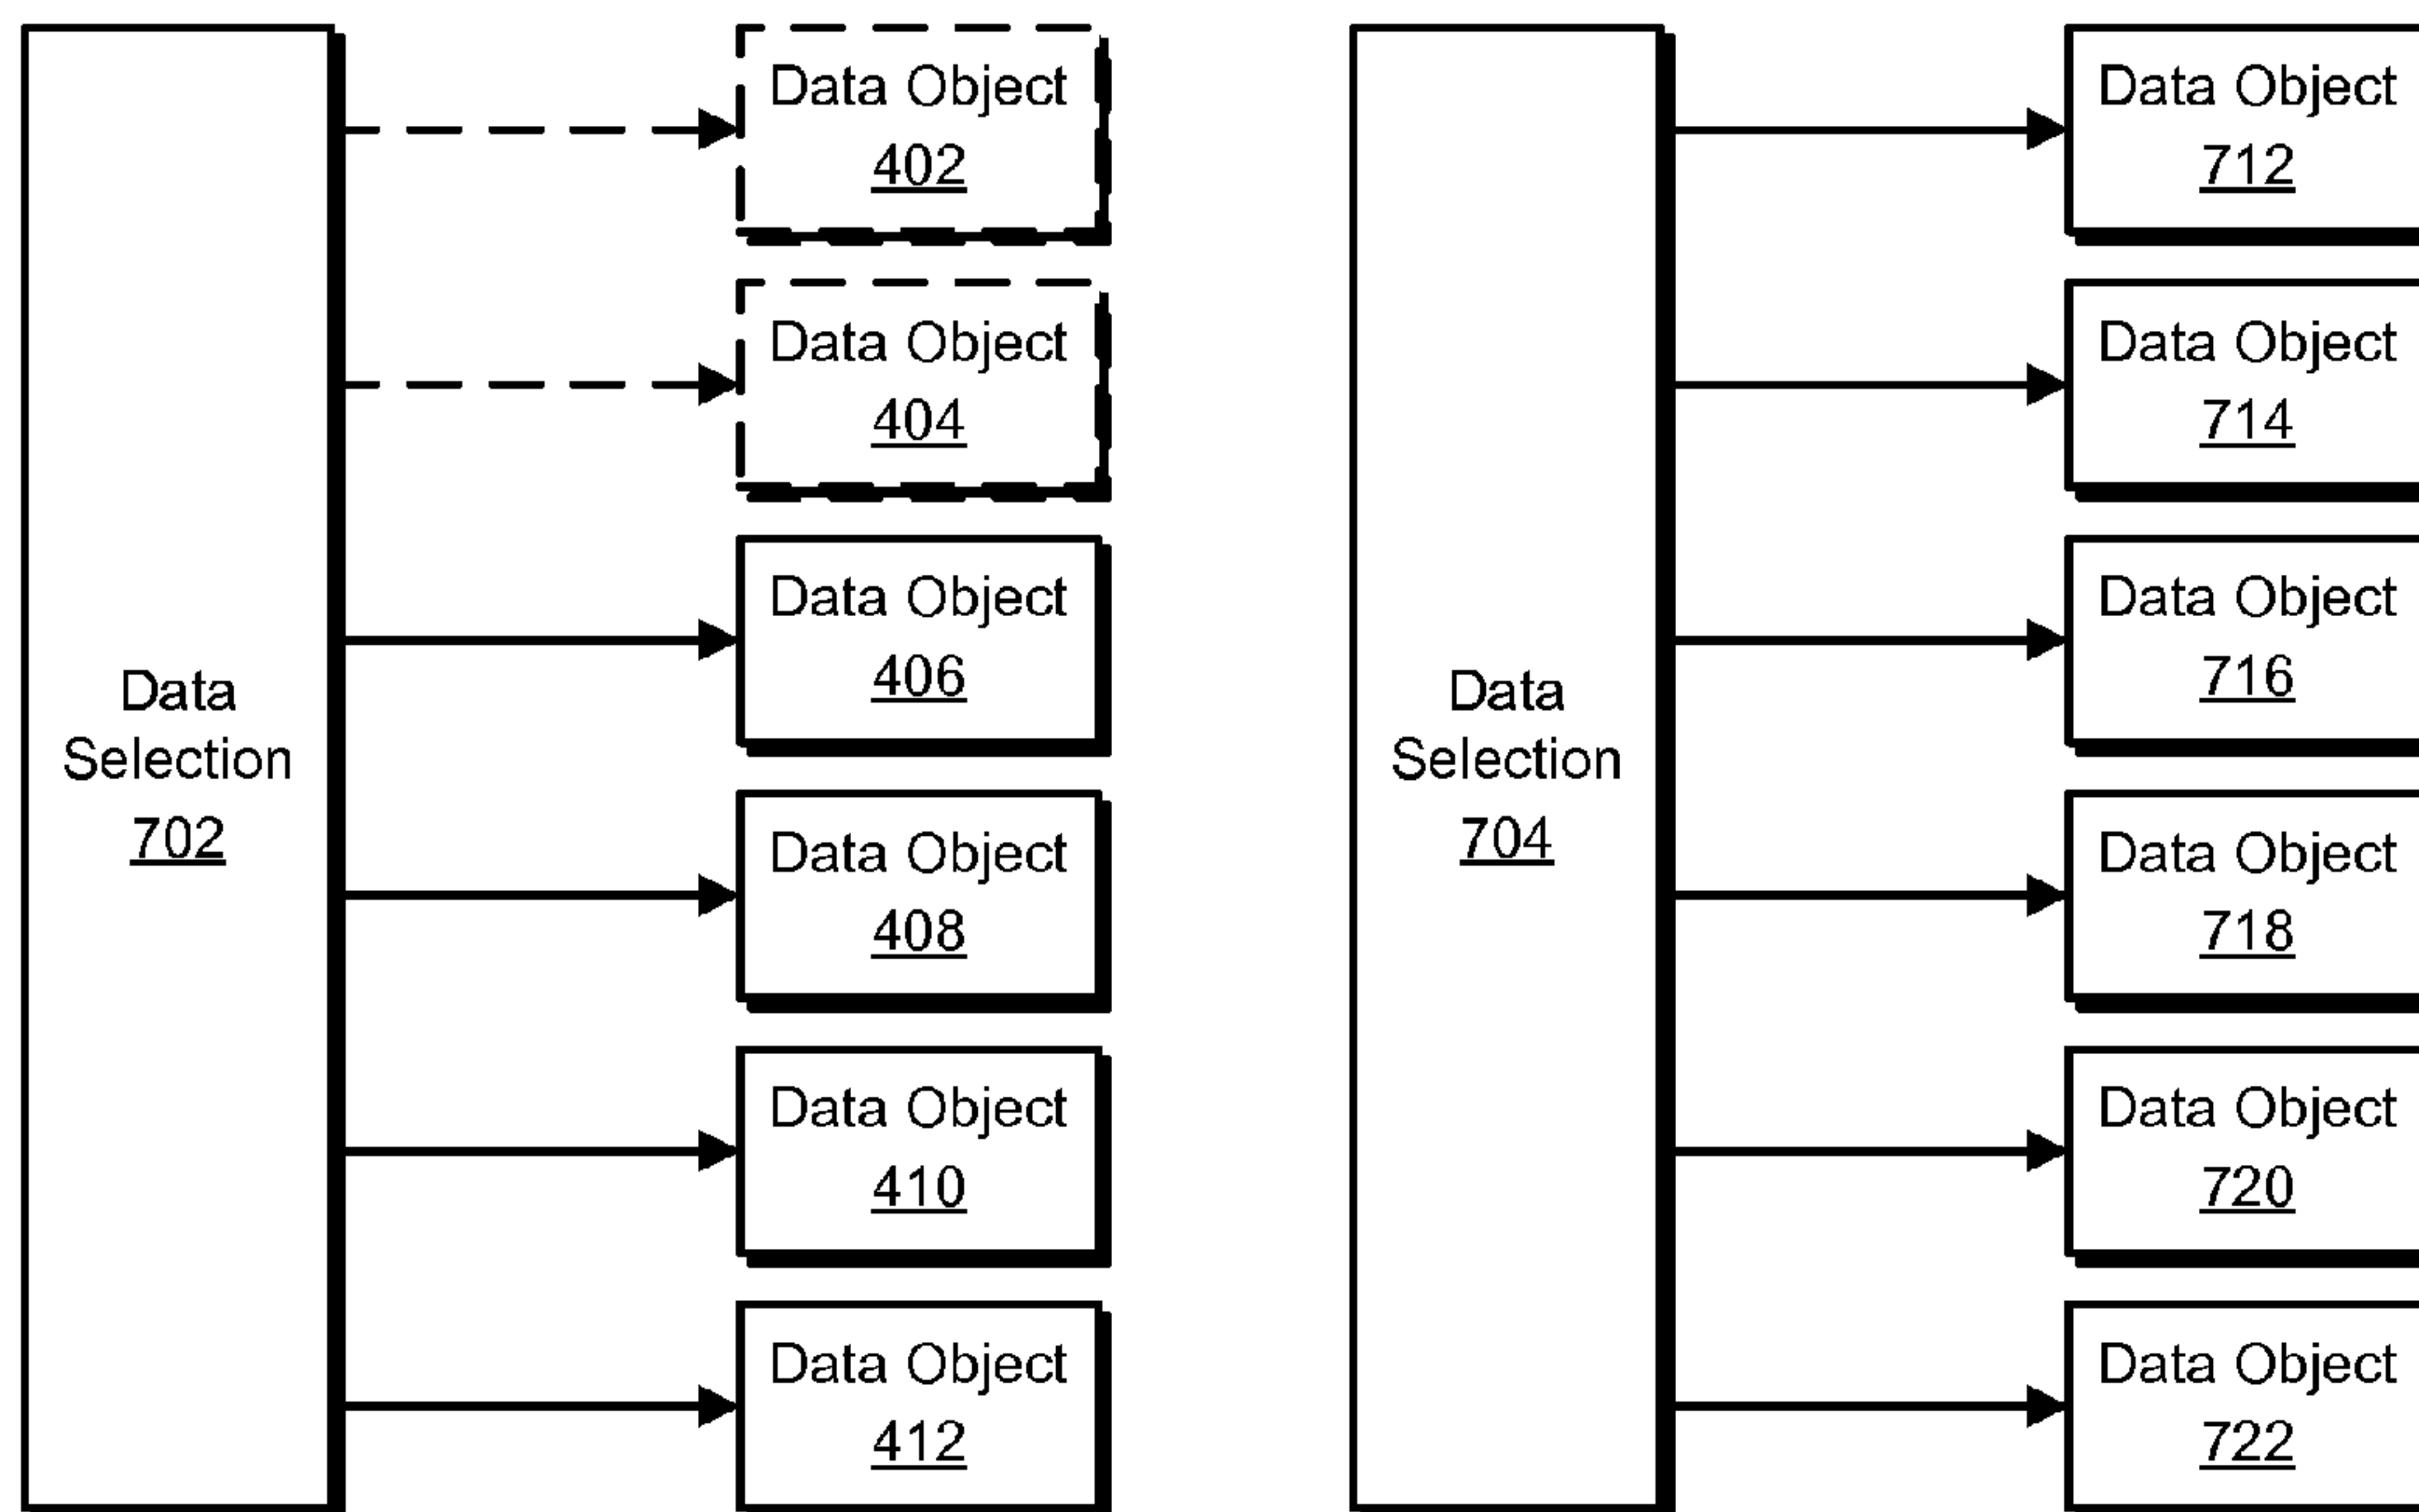 Data
Selection
702
Data Object
402
Data Object
404
Data Object
406
Data Object
408
Data Object
410
Data Object
412
Data
Selection
704
Data Object
712
Data Object
714
Data Object
716
Data Object
718
Data Object
720
Data Object
722